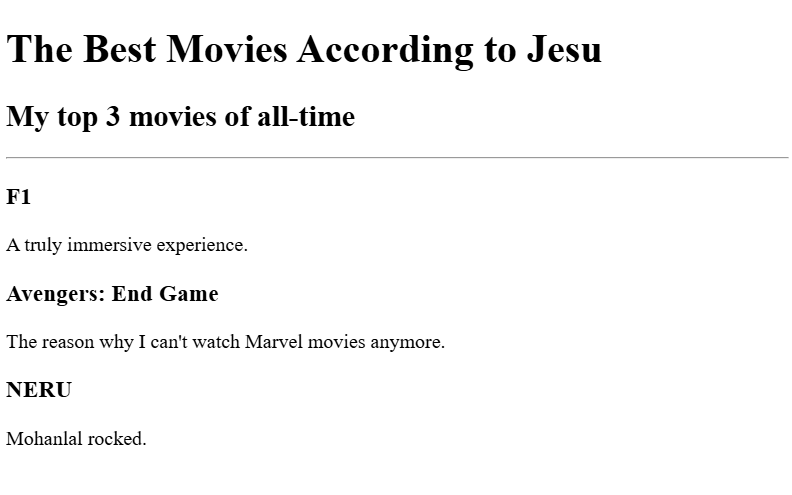 The Best Movies According to Jesu
My top 3 movies of all-time
F1
A truly immersive experience.
Avengers: End Game
The reason why I can't watch Marvel movies anymore.
NERU
Mohanlal rocked.